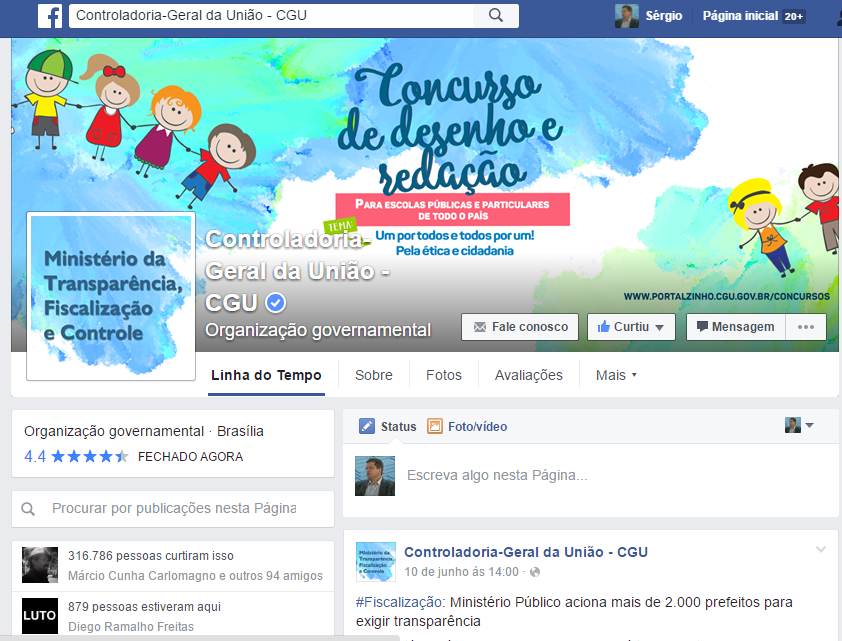 Controladoria-Geral da União - CGU
Sérgio
Página inicial 20+
Concurso
de desenho e
redação
PARA ESCOLAS PÚBLICAS E PARTICULARES
DE TODO O PAÍS
TEMA:
Um por todos e todos por um!
Pela ética e cidadania
WWW.PORTALZINHO.CGU.GOV.BR/CONCURSOS
Ministério da
Transparência,
Fiscalização
e Controle
Controladoria-
Geral da União -
CGU
Organização governamental
Fale conosco
Curtiu
Mensagem
Linha do Tempo
Sobre
Fotos
Avaliações
Mais
Organização governamental · Brasília
4.4 FECHADO AGORA
Procurar por publicações nesta Página
316.786 pessoas curtiram isso
Márcio Cunha Carlomagno e outros 94 amigos
LUTO
879 pessoas estiveram aqui
Diego Ramalho Freitas
Status
Foto/vídeo
Escreva algo nesta Página...
Ministério da
Transparência,
Fiscalização
e Controle
Controladoria-Geral da União - CGU
10 de junho às 14:00 ·
#Fiscalização: Ministério Público aciona mais de 2.000 prefeitos para
exigir transparência